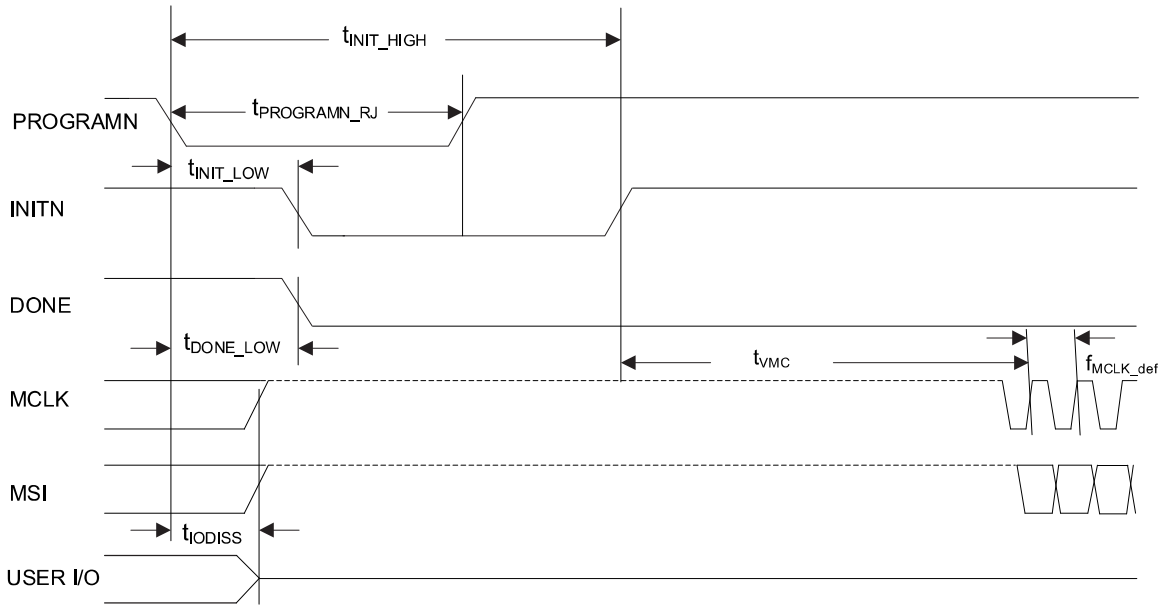 tINIT_HIGH
PROGRAMN
tPROGRAMN_RJ
tINIT_LOW
INITN
DONE
tDONE_LOW
tVMC
fMCLK_def
MCLK
MSI
tIODISS
USER I/O